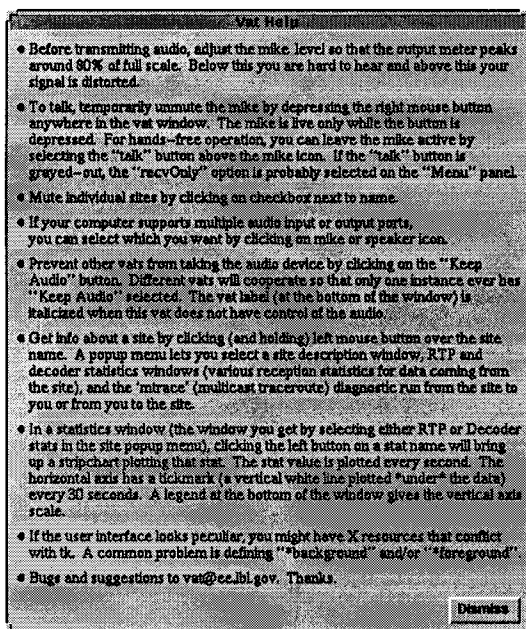 Vat Help
Before transmitting audio, adjust the mike level so that the output meter peaks
around 80% of full scale. Below this you are hard to hear and above this your
signal is distorted.
To talk, temporarily unmute the mike by depressing the right mouse button
anywhere in the vat window. The mike is live only while the button is
depressed. For hands-free operation, you can leave the mike active by
selecting the "talk" button above the mike icon. If the "talk" button is
grayed-out, the "recvOnly" option is probably selected on the "Menu" panel.
Mute individual sites by clicking on checkbox next to name.
If your computer supports multiple audio input or output ports,
you can select which you want by clicking on mike or speaker icon.
Prevent other vats from taking the audio device by clicking on the "Keep
Audio" button. Different vats will cooperate so that only one instance ever has
"Keep Audio" selected. The vat label (at the bottom of the window) is
italicized when this vat does not have control of the audio.
Get info about a site by clicking (and holding) left mouse button over the site
name. A popup menu lets you select a site description window, RTP and
decoder statistics windows (various reception statistics for data coming from
the site), and the 'mtrace' (multicast traceroute) diagnostic run from the site to
you or from you to the site.
In a statistics window (the window you get by selecting either RTP or Decoder
stats in the site popup menu), clicking the left button on a stat name will bring
up a stripchart plotting that stat. The stat value is plotted every second. The
horizontal axis has a tickmark (a vertical white line plotted *under* the data)
every 30 seconds. A legend at the bottom of the window gives the vertical axis
scale.
If the user interface looks peculiar, you might have X resources that conflict
with tk. A common problem is defining "*background" and/or "*foreground".
Bugs and suggestions to vat@ee.lbl.gov. Thanks.
Dismiss